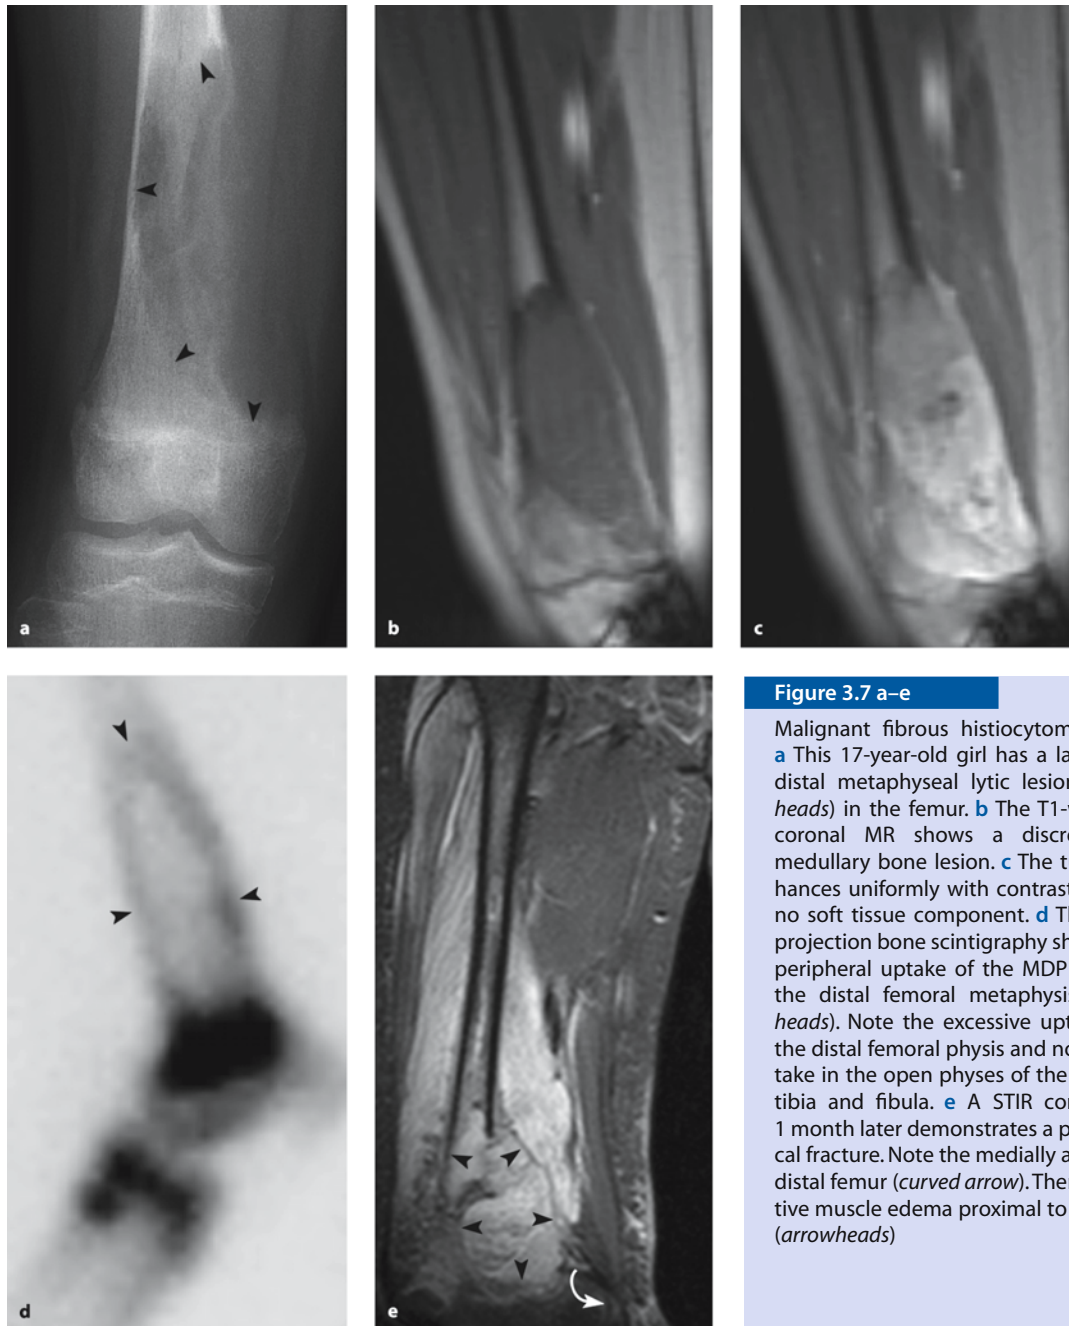 a
b
c
d
e
Figure 3.7 a–e
Malignant fibrous histiocytom
a This 17-year-old girl has a la
distal metaphyseal lytic lesion
heads) in the femur. b The T1-
coronal MR shows a discre
medullary bone lesion. c The t
hances uniformly with contrast
no soft tissue component. d Th
projection bone scintigraphy sh
peripheral uptake of the MDP
the distal femoral metaphysis
heads). Note the excessive upt
the distal femoral physis and no
take in the open physes of the
tibia and fibula. e A STIR cor
1 month later demonstrates a p
cal fracture. Note the medially a
distal femur (curved arrow). The
tive muscle edema proximal to
(arrowheads)